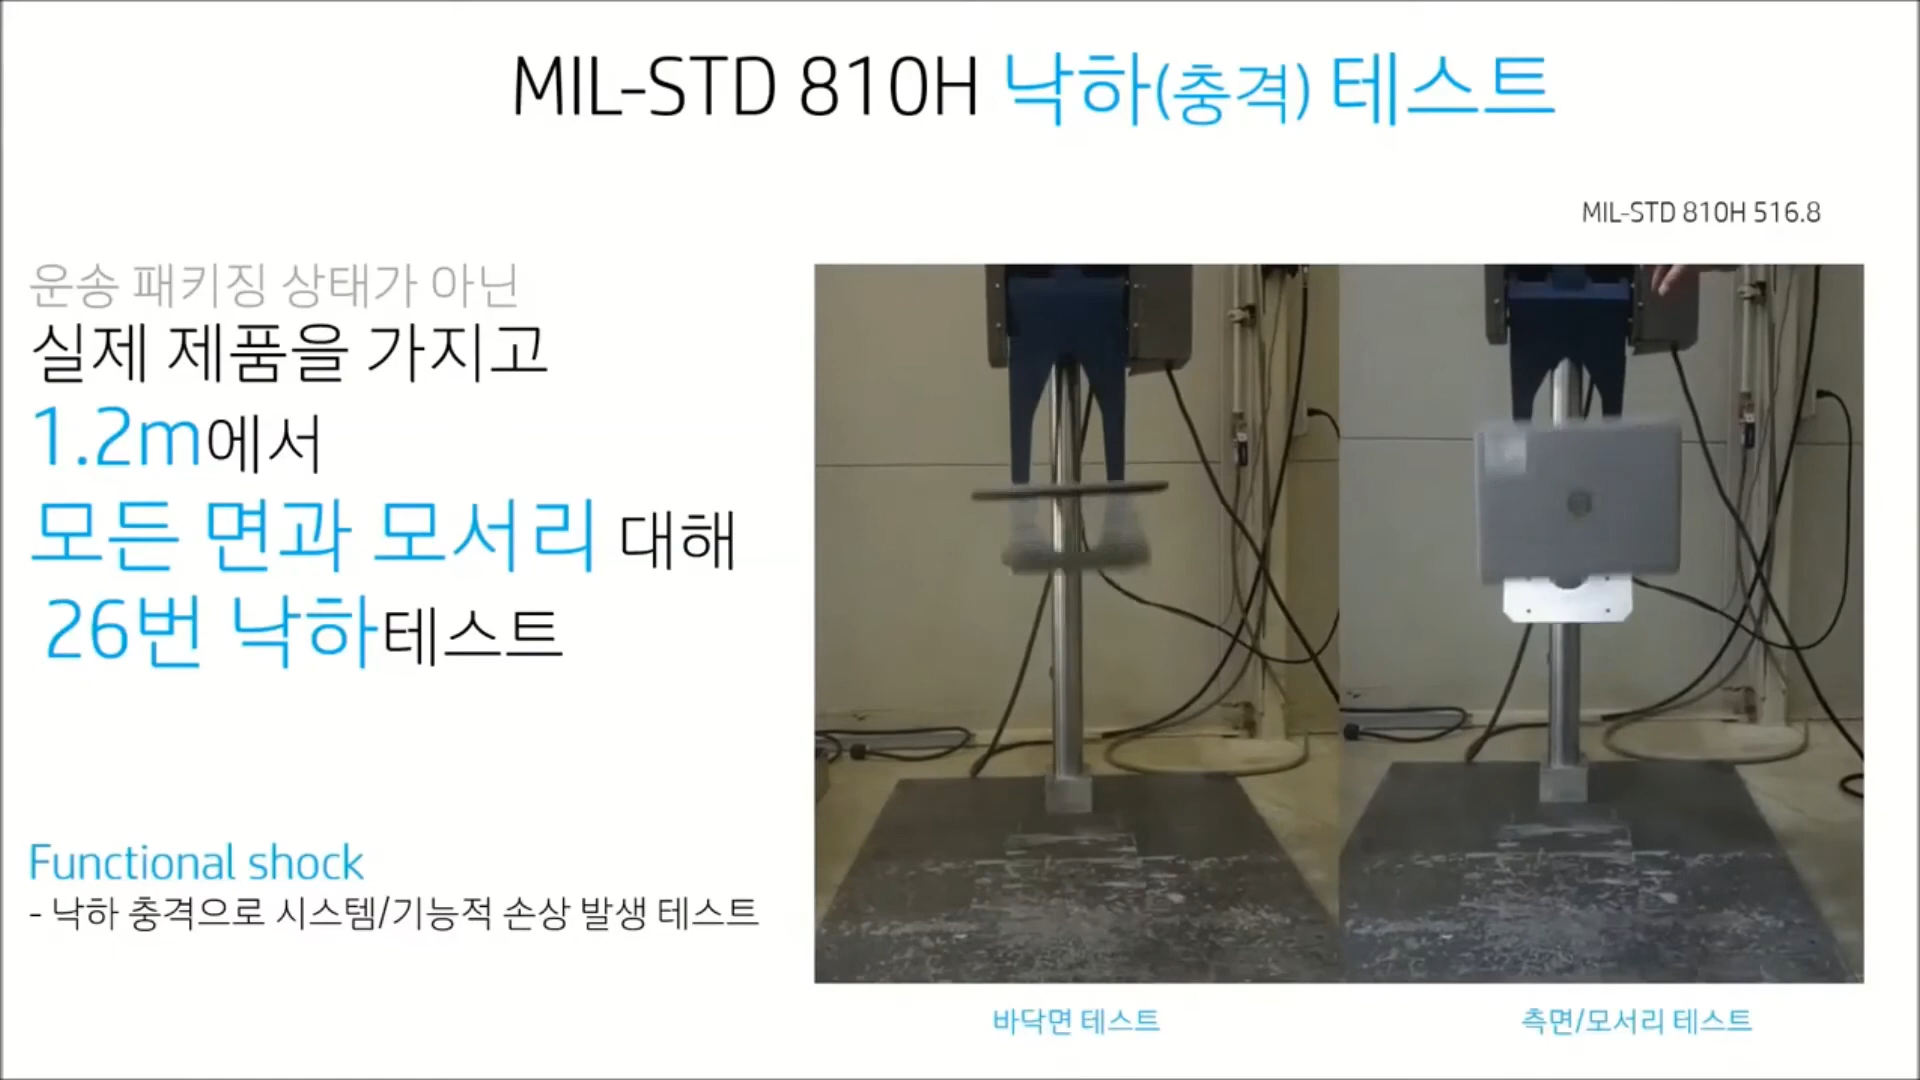 MIL-STD 810H 낙하(충격) 테스트
MIL-STD 810H 516.8
운송 패키징 상태가 아닌
실제 제품을 가지고
1.2m에서
모든 면과 모서리 대해
26번 낙하테스트
Functional shock
- 낙하 충격으로 시스템/기능적 손상 발생 테스트
바닥면 테스트
측면/모서리 테스트